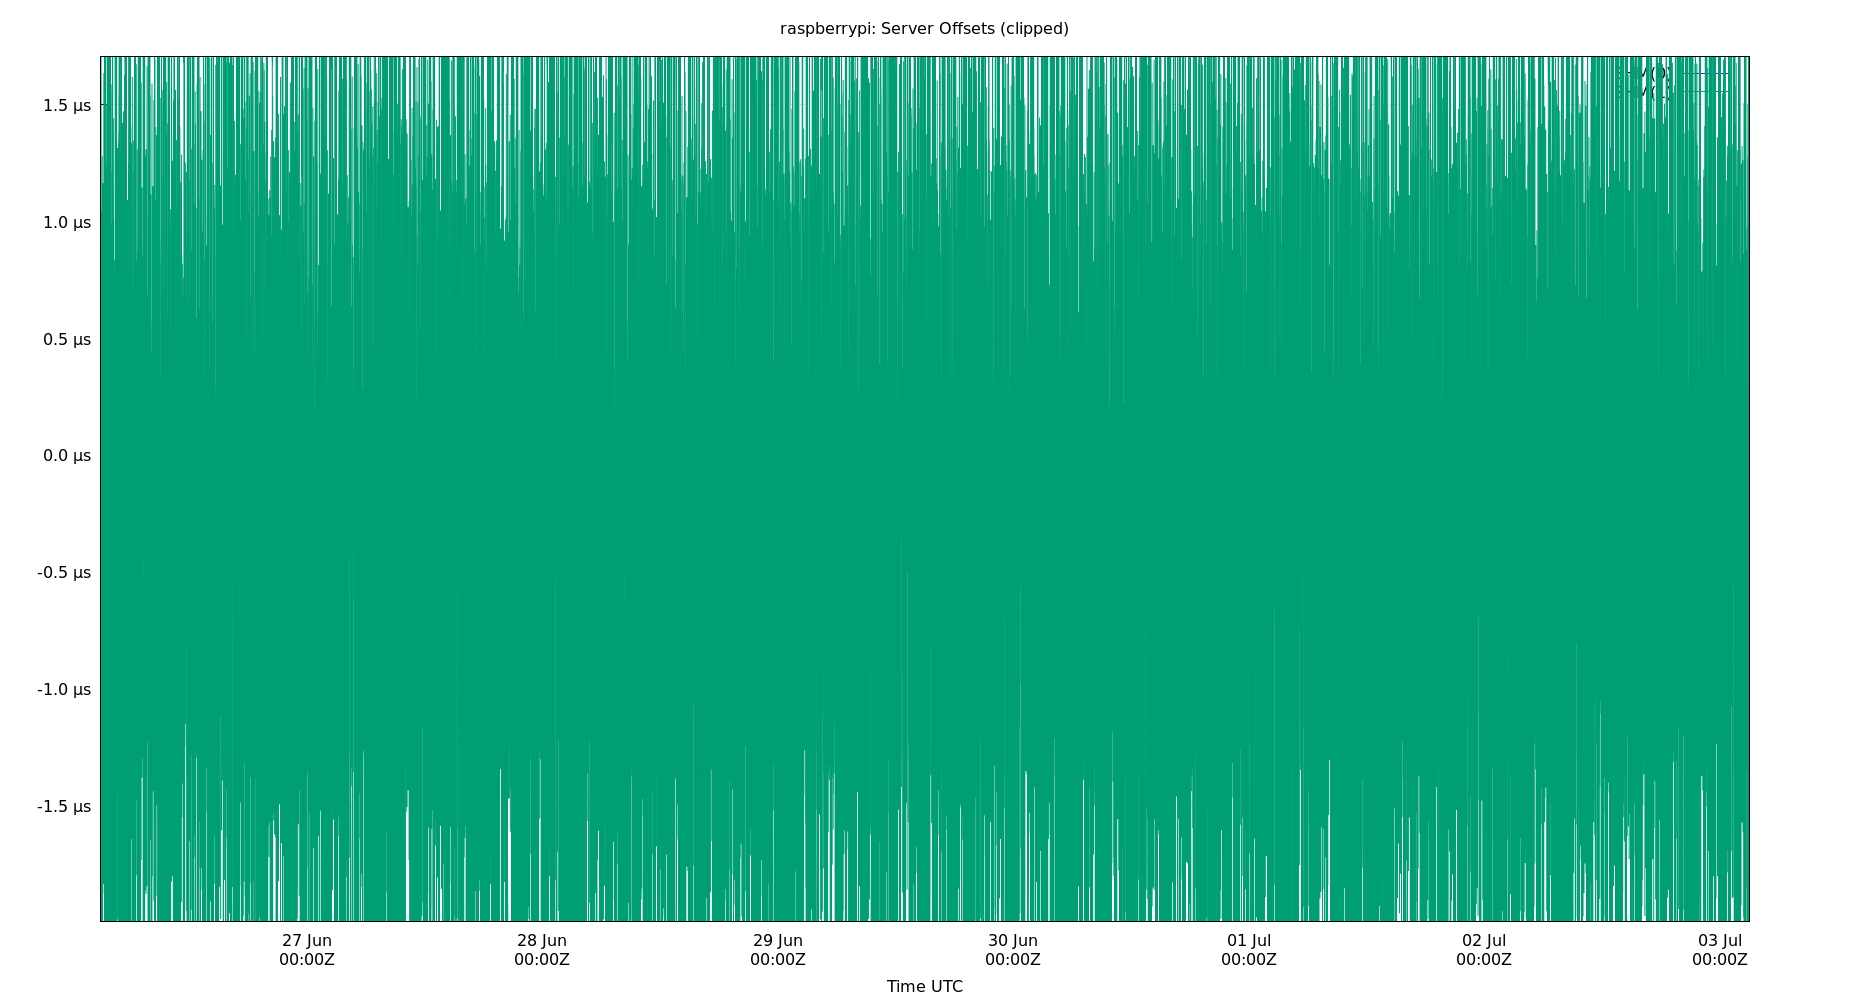 raspberrypi: Server Offsets (clipped)
1.5 µs
1.0 µs
0.5 µs
0.0 µs
-0.5 µs
-1.0 µs
-1.5 µs
27 Jun 28 Jun 29 Jun 30 Jun 01 Jul 02 Jul 03 Jul
00:00Z 00:00Z 00:00Z 00:00Z 00:00Z 00:00Z 00:00Z
Time UTC